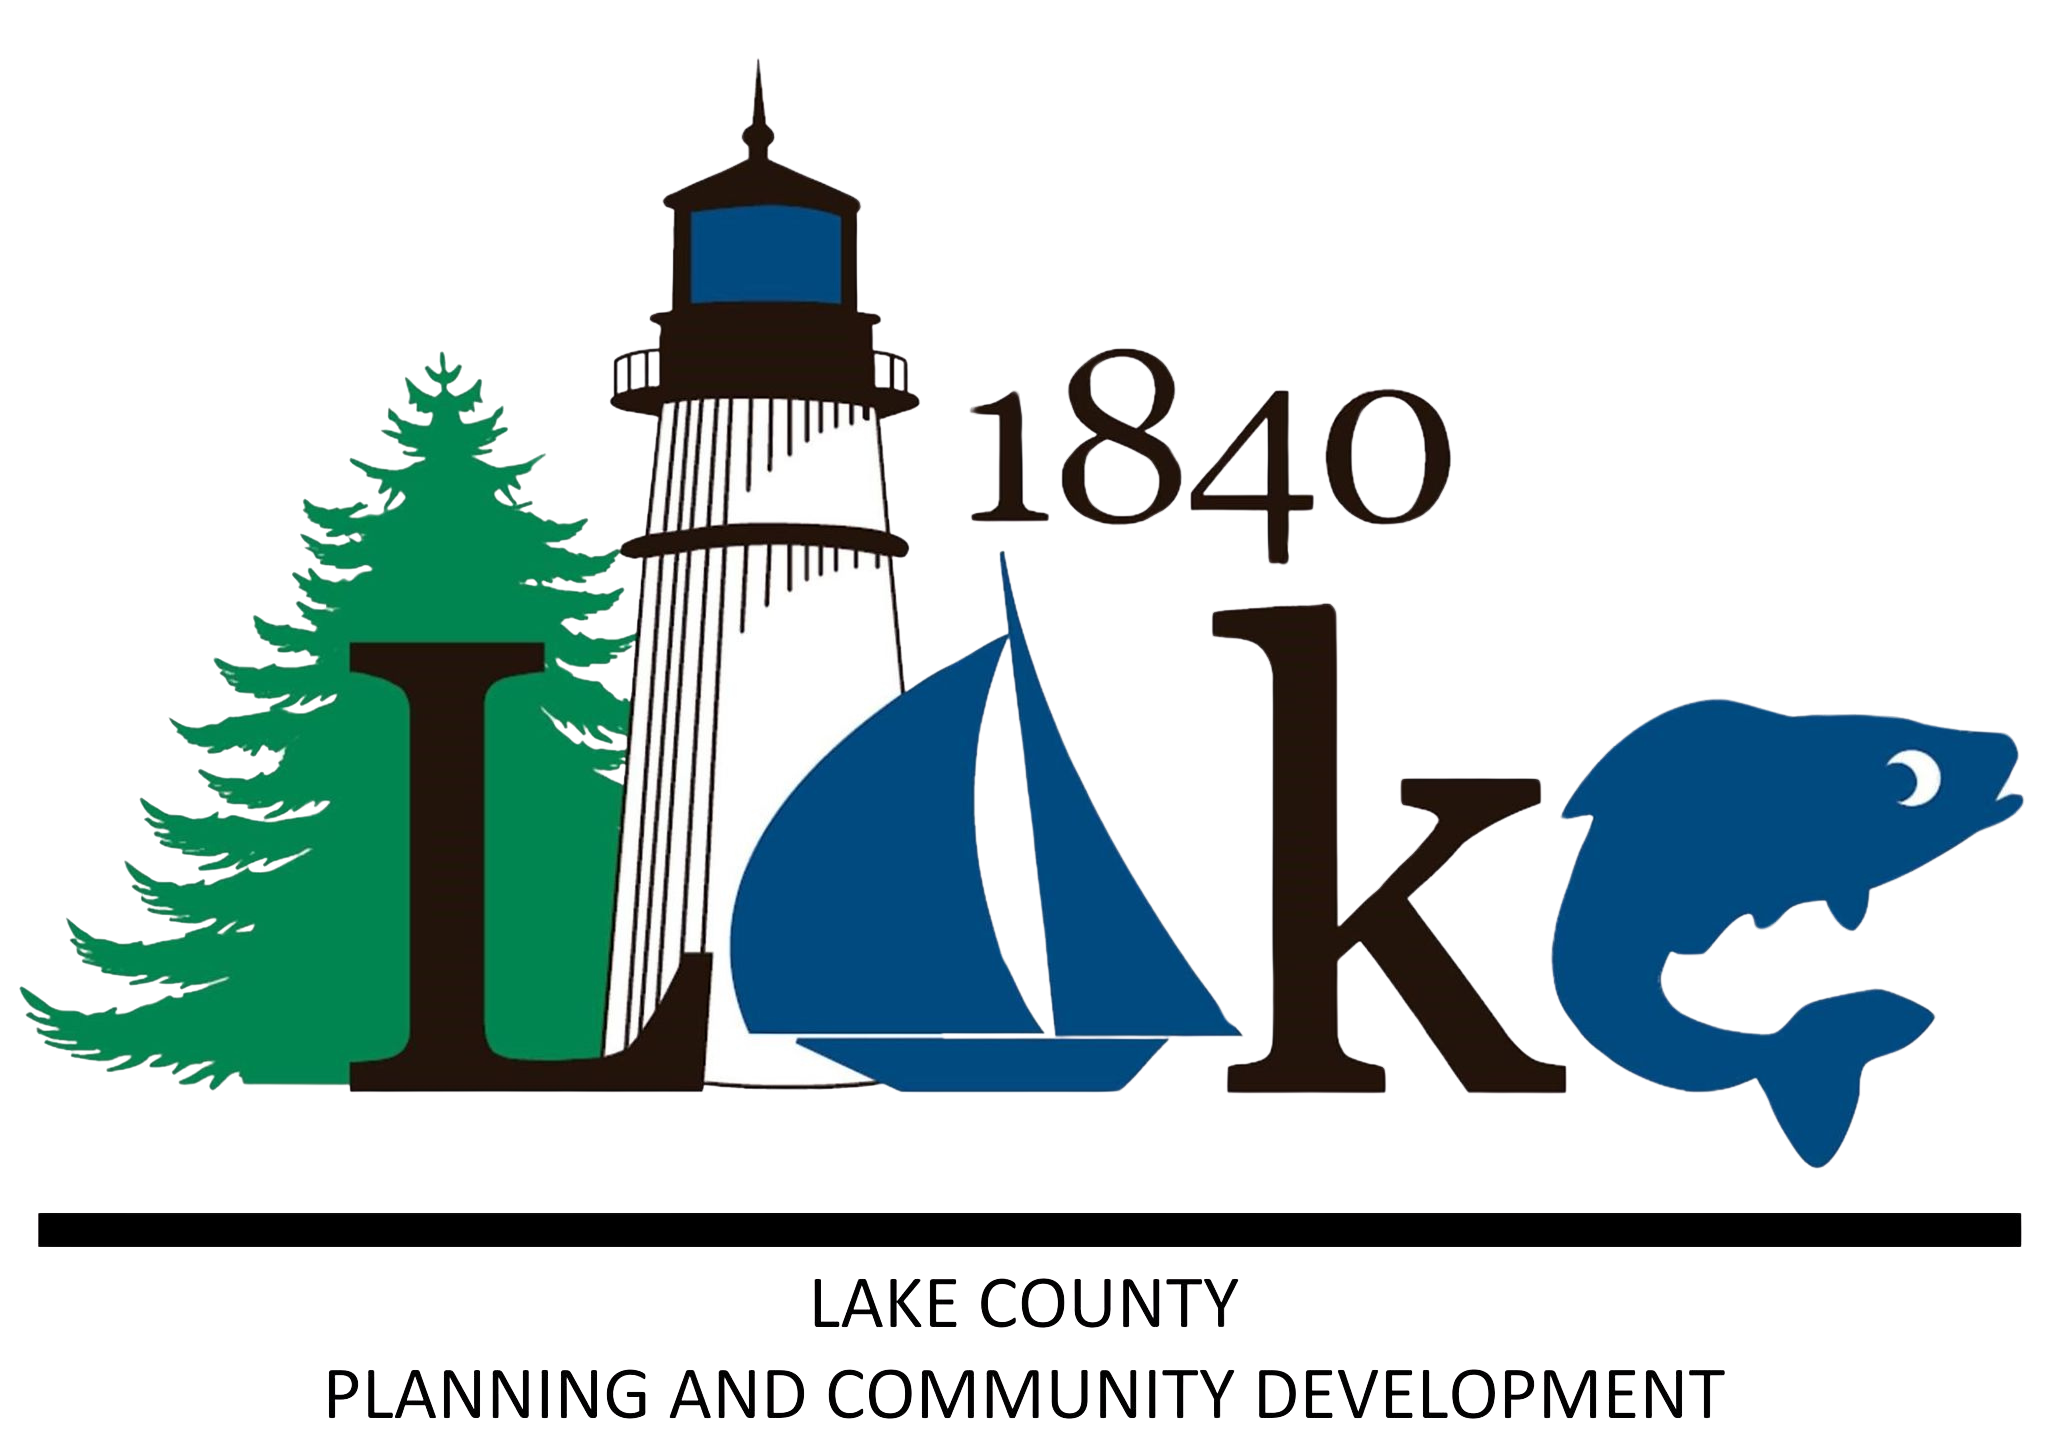 1840
Lake
LAKE COUNTY
PLANNING AND COMMUNITY DEVELOPMENT